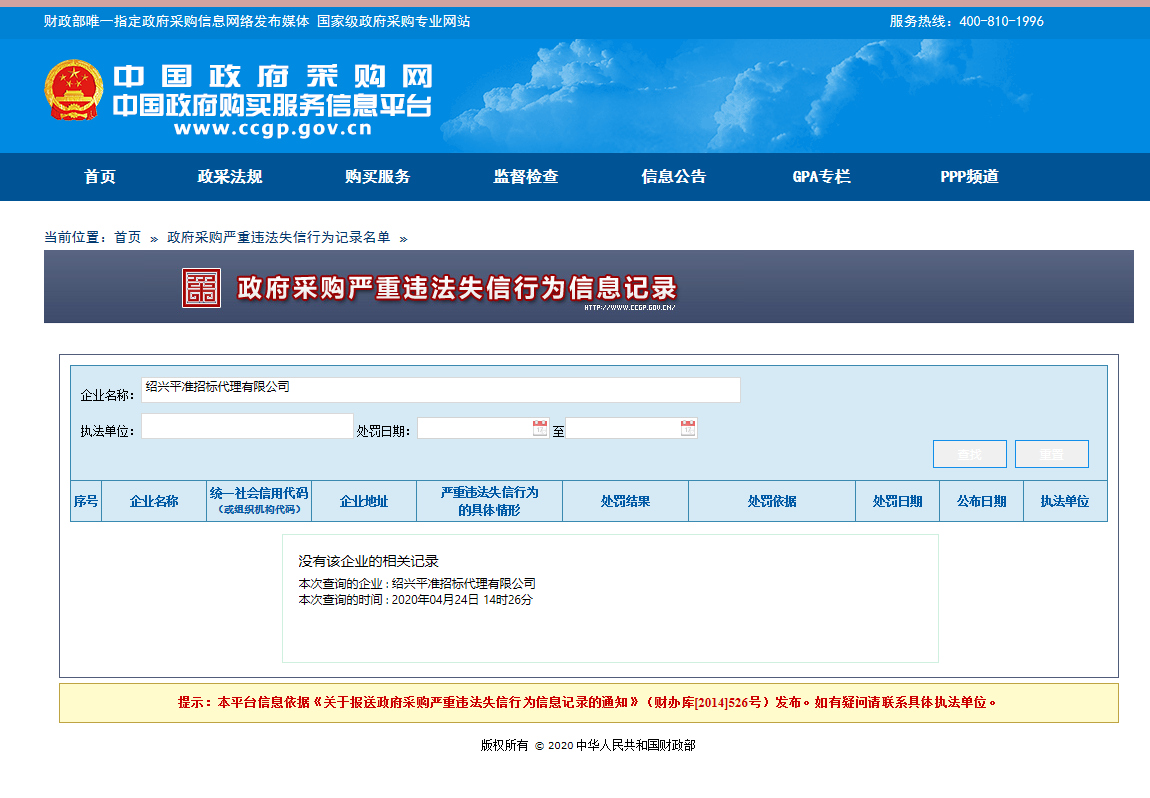 财政部唯一指定政府采购信息网络发布媒体 国家级政府采购专业网站
服务热线：400-810-1996
中国政府采购网
中国政府购买服务信息平台
www.ccgp.gov.cn
首页 政采法规 购买服务 监督检查 信息公告 GPA专栏 PPP频道
当前位置：首页 » 政府采购严重违法失信行为记录名单 »
政府采购严重违法失信行为信息记录
HTTP://WWW.CCGP.GOV.CN/
企业名称：绍兴平准招标代理有限公司
执法单位： 处罚日期： 至
查找 重置
序号 企业名称 统一社会信用代码（或组织机构代码） 企业地址 严重违法失信行为的具体情形 处罚结果 处罚依据 处罚日期 公布日期 执法单位
没有该企业的相关记录
本次查询的企业 : 绍兴平准招标代理有限公司
本次查询的时间 : 2020年04月24日 14时26分
提示：本平台信息依据《关于报送政府采购严重违法失信行为信息记录的通知》（财办库[2014]526号）发布。如有疑问请联系具体执法单位。
版权所有 © 2020 中华人民共和国财政部